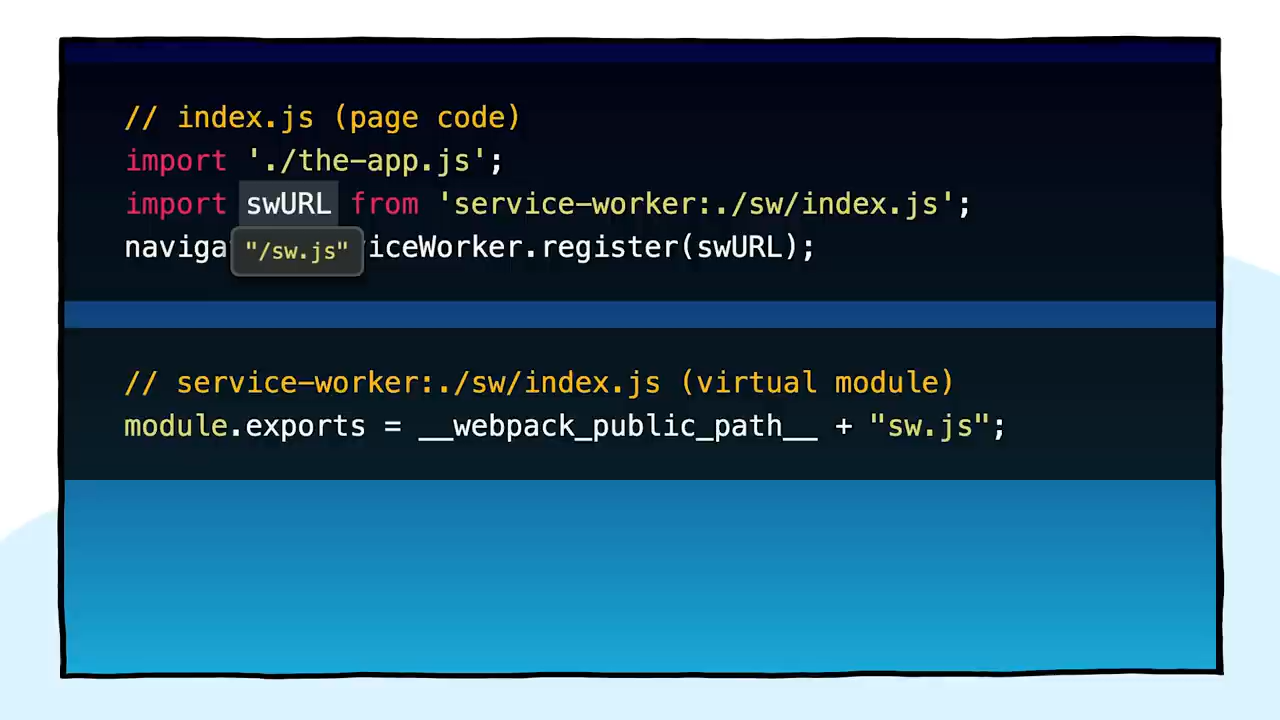 // index.js (page code)
import './the-app.js';
import swURL from 'service-worker:./sw/index.js';
naviga "/sw.js" iceWorker.register(swURL);
// service-worker:./sw/index.js (virtual module)
module.exports = __webpack_public_path__ + "sw.js";